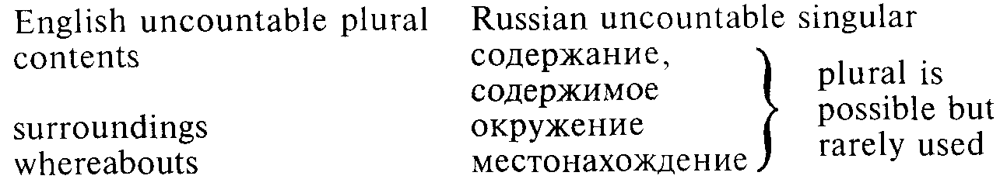 English uncountable plural Russian uncountable singular
contents содержание,
содержимое
surroundings окружение
whereabouts местонахождение
plural is
possible but
rarely used